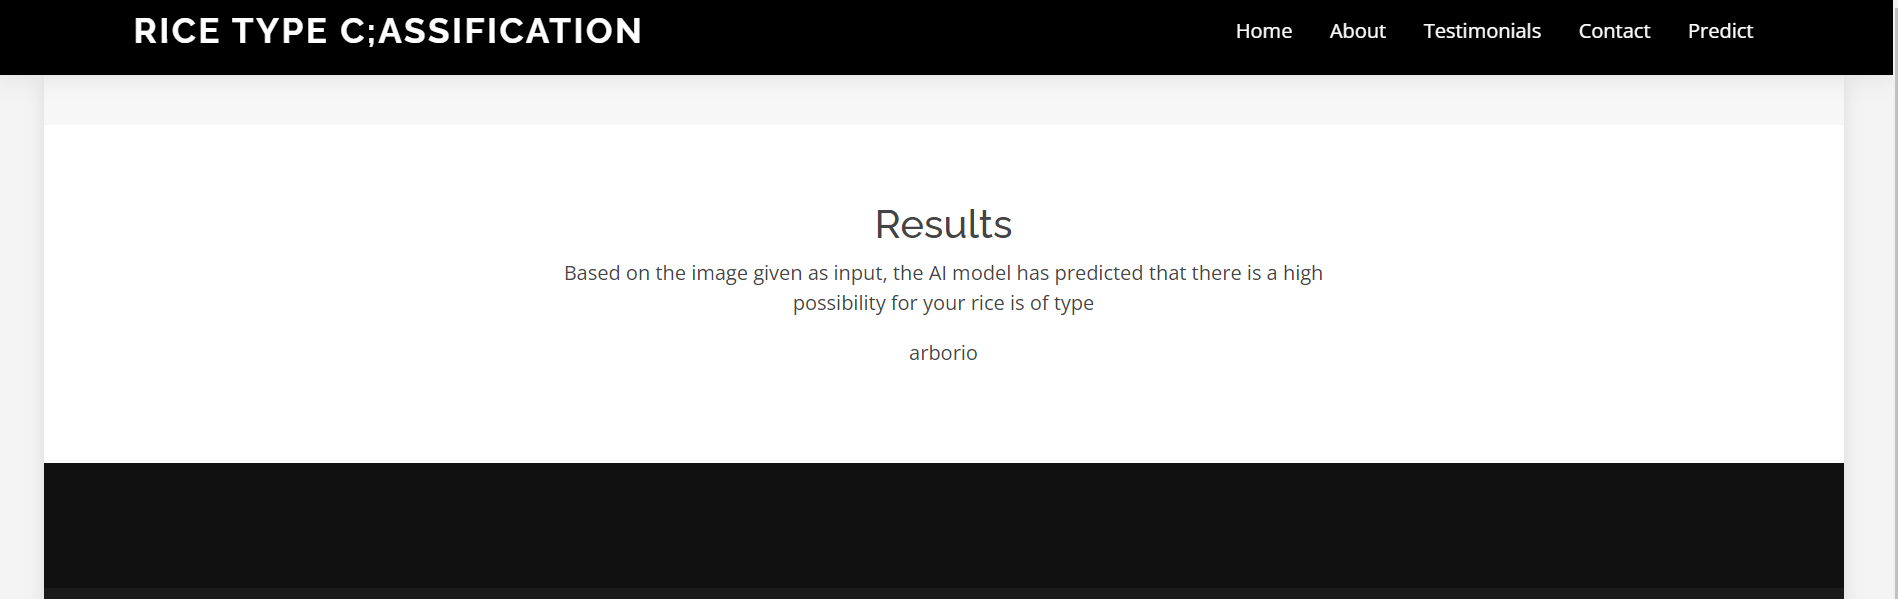 RICE TYPE C;ASSIFICATION
Home About Testimonials Contact Predict
Results
Based on the image given as input, the AI model has predicted that there is a high
possibility for your rice is of type
arborio